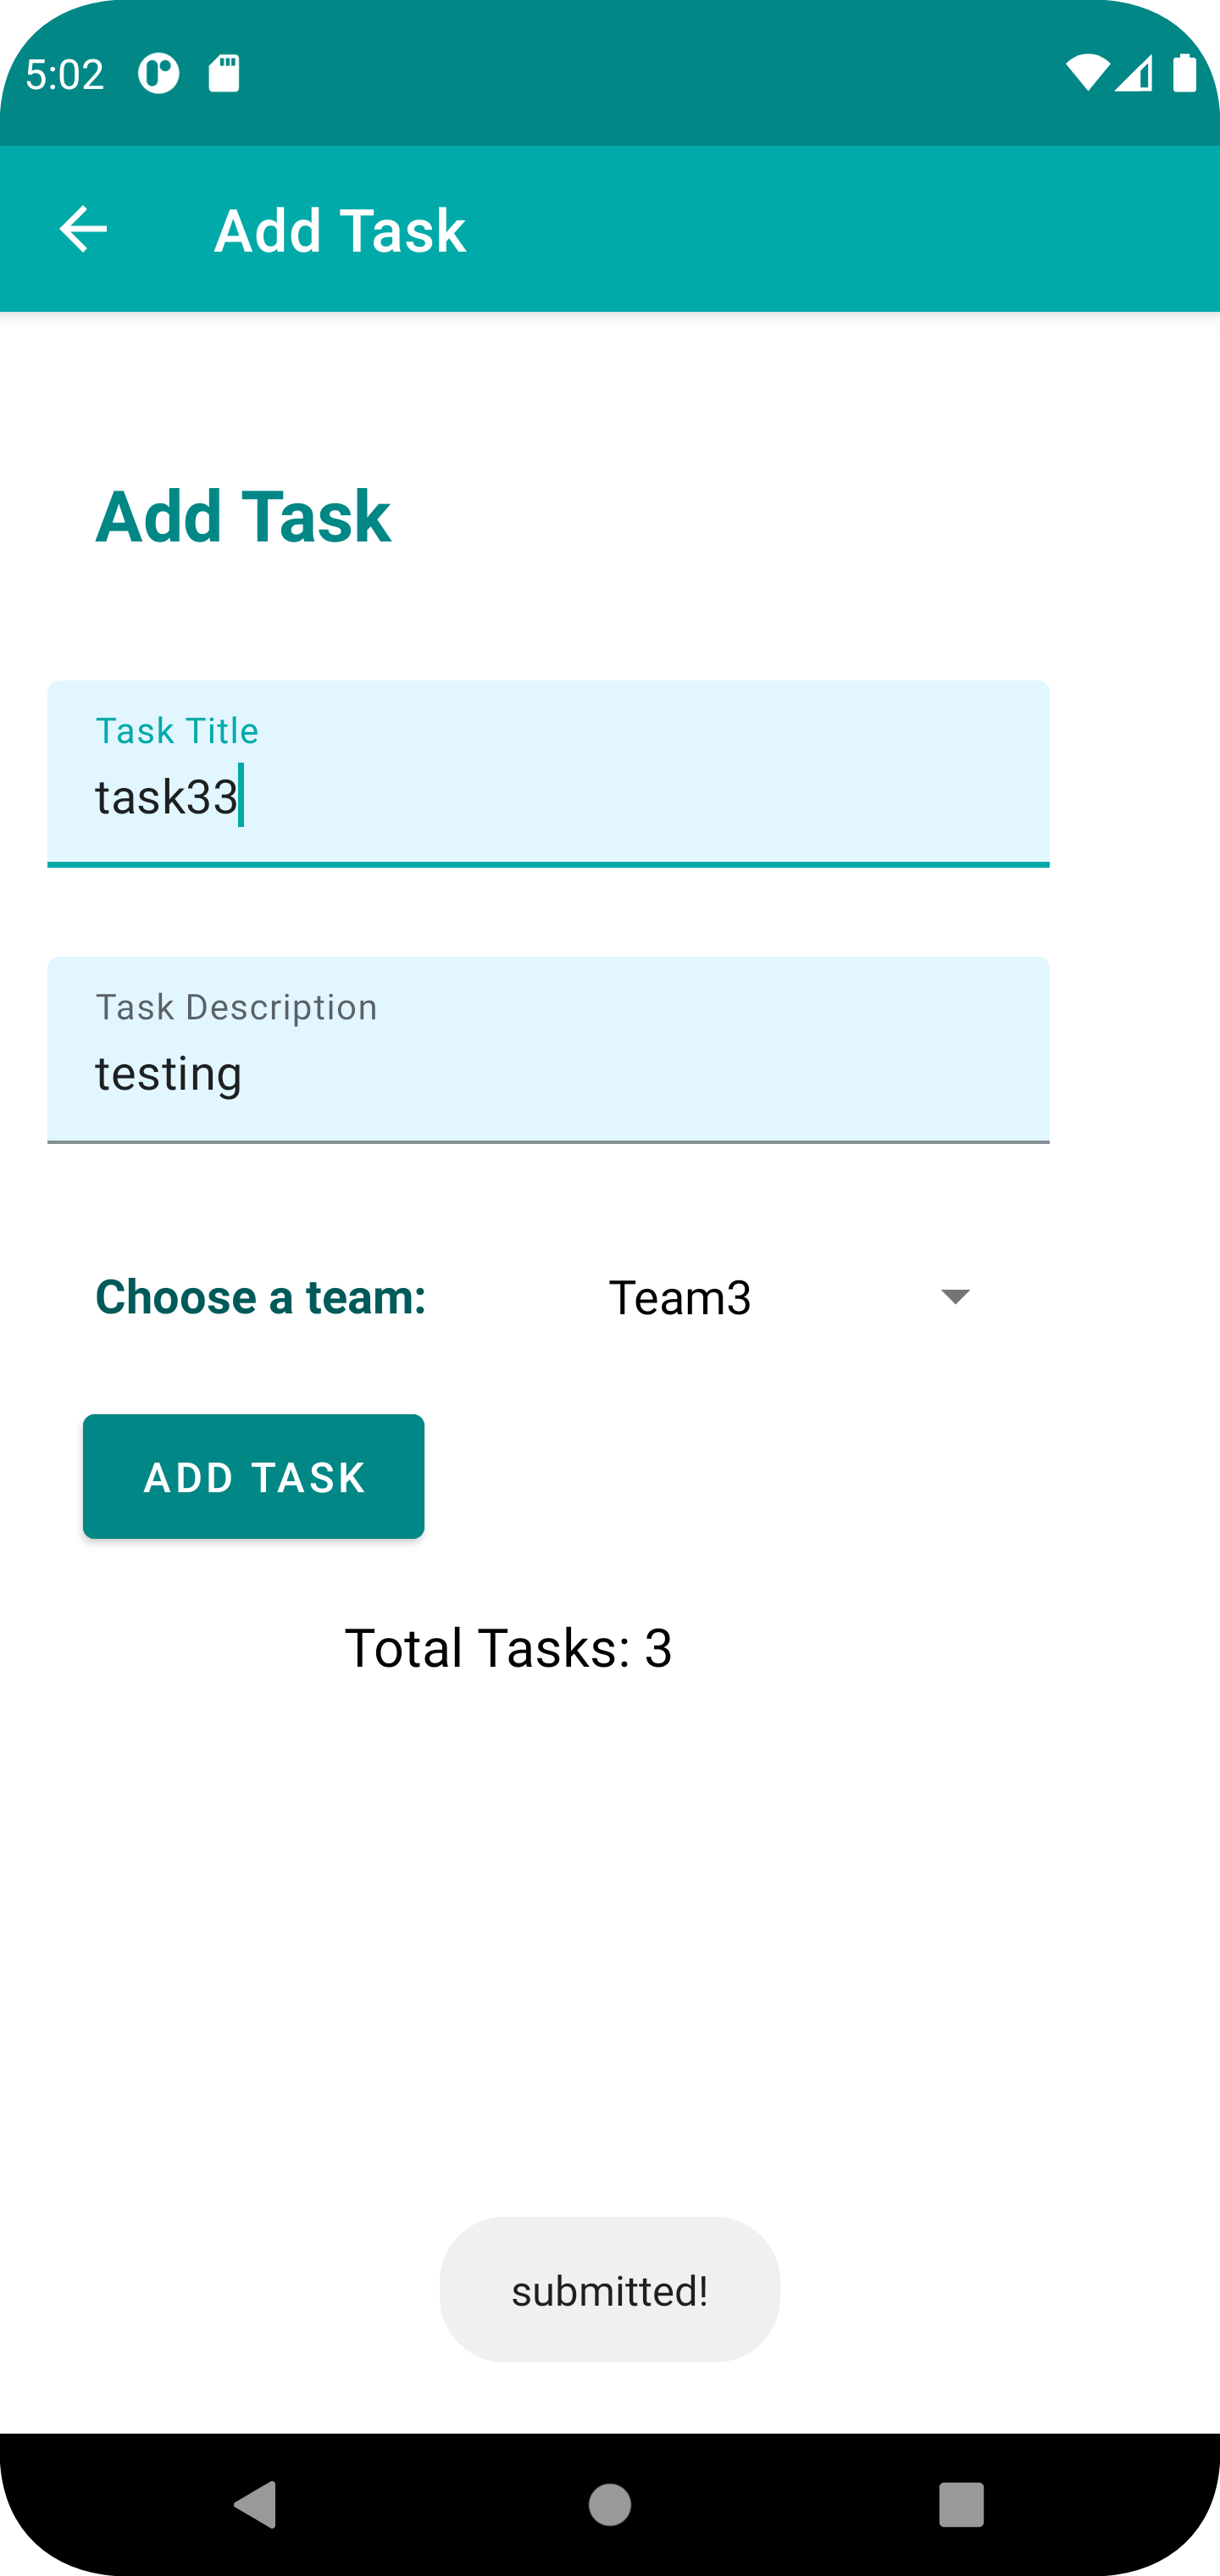 5:02
Add Task
Add Task
Task Title
task33
Task Description
testing
Choose a team: Team3
ADD TASK
Total Tasks: 3
submitted!